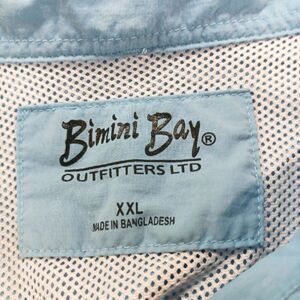 Bimini Bay®
OUTFITTERS LTD
XXL
MADE IN BANGLADESH